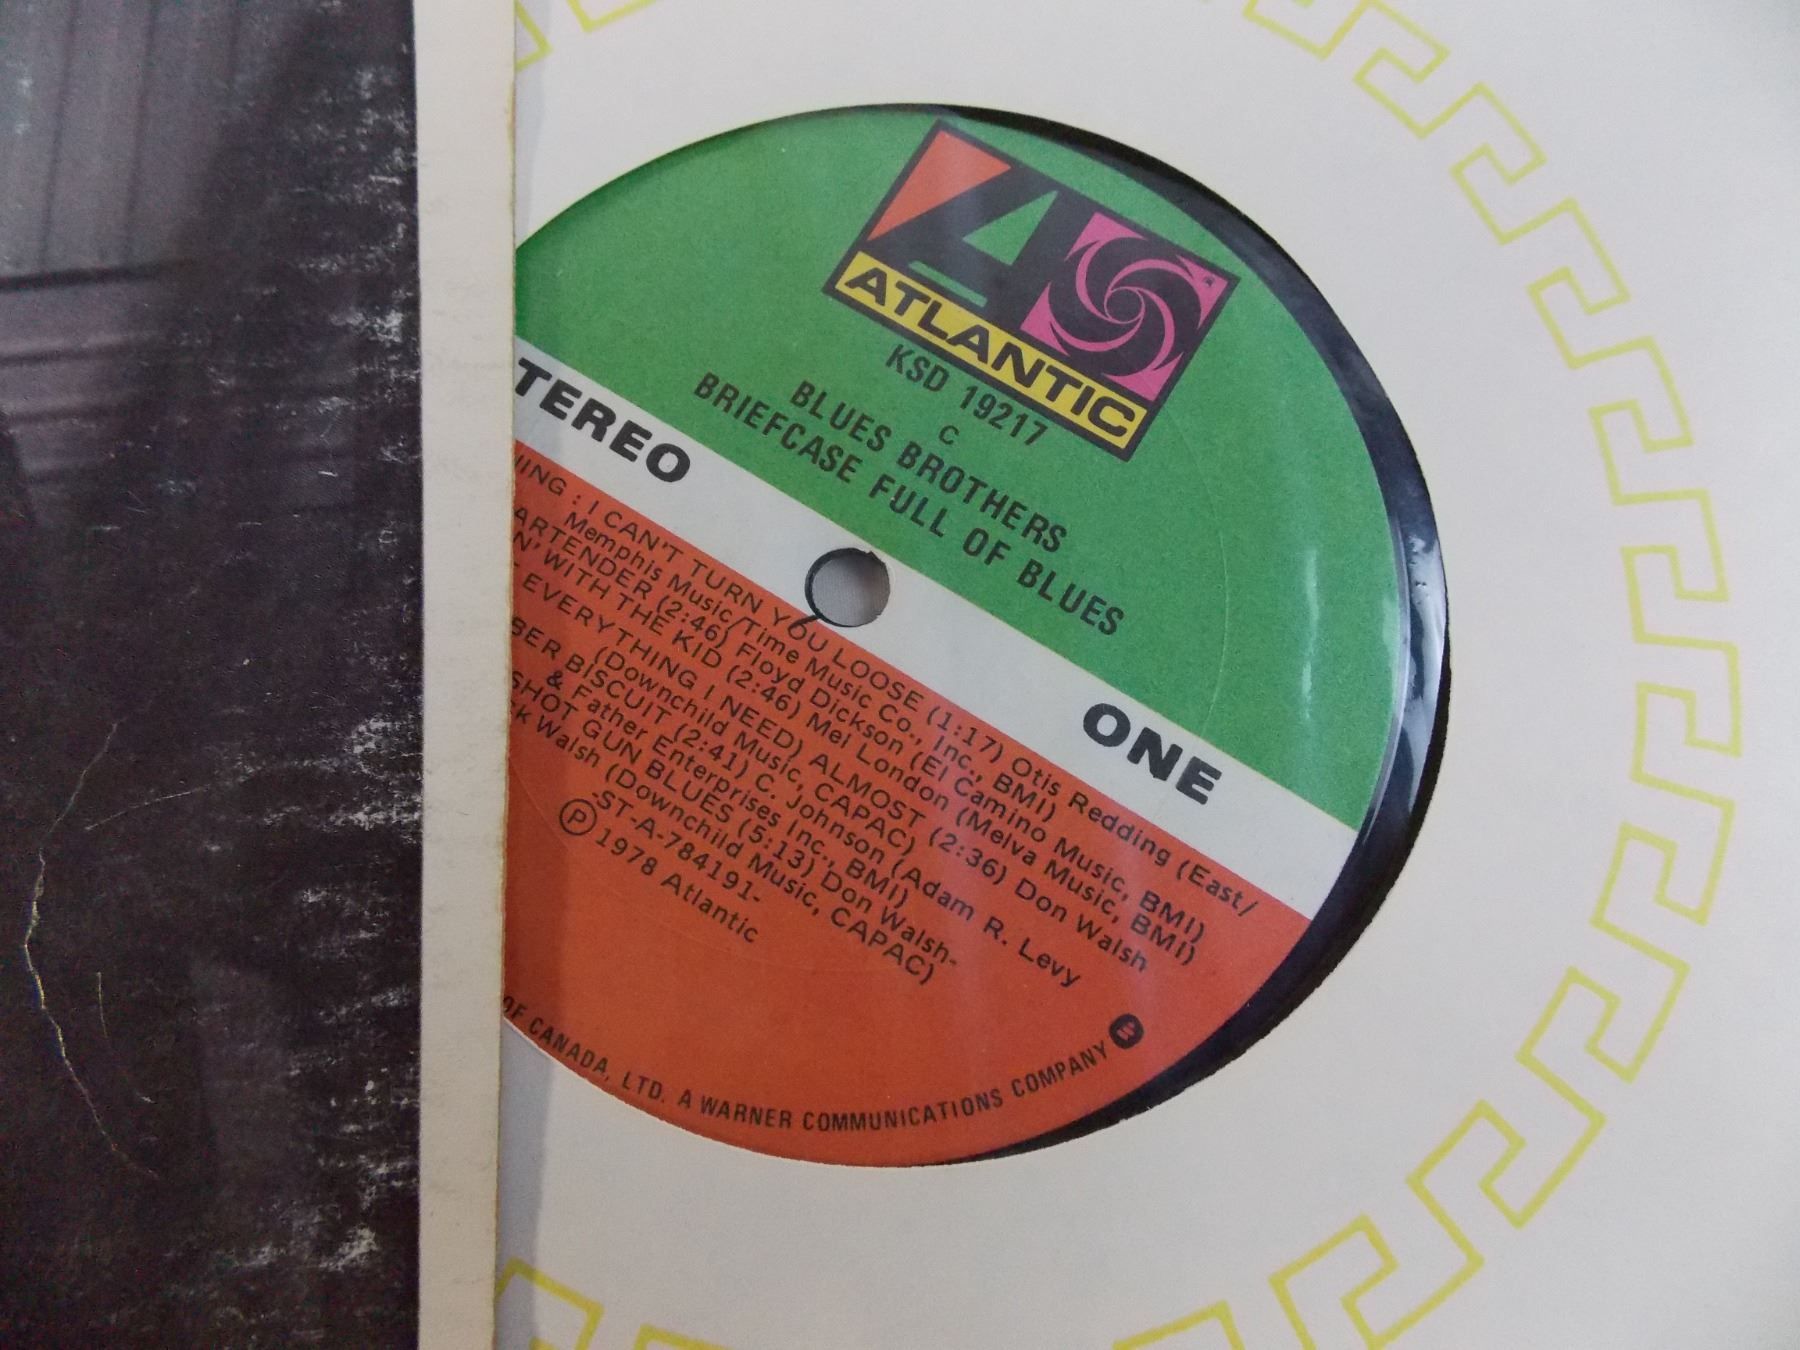 ATLANTIC
KSD 19217
C
BLUES BROTHERS
BRIEFCASE FULL OF BLUES
TEREO
ONE
NING : I CAN'T TURN YOU LOOSE (1:17) Otis Redding (East/
Memphis Music/Time Music Co., Inc., BMI)
ARTENDER (2:46) Floyd Dickson (El Camino Music, BMI)
N' WITH THE KID (2:46) Mel London (Melva Music, BMI)
EVERYTHING I NEED) ALMOST (2:36) Don Walsh
(Downchild Music, CAPAC)
BER BISCUIT (2:41) C. Johnson (Adam R. Levy
& Father Enterprises Inc., BMI)
SHOT GUN BLUES (5:13) Don Walsh-
ck Walsh (Downchild Music, CAPAC)
-ST-A-784191-
Ⓟ 1978 Atlantic
OF CANADA, LTD. A WARNER COMMUNICATIONS COMPANY